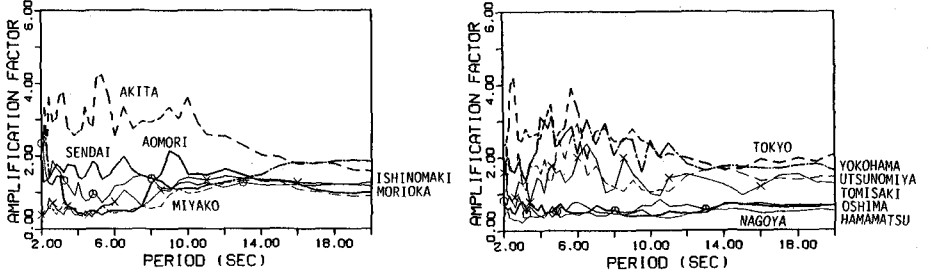 AMPLIFICATION FACTOR
0.00 2.00 4.00 6.00
AKITA
SENDAI
AOMORI
MIYAKO
ISHINOMAKI
MORIOKA
2.00 6.00 10.00 14.00 18.00
PERIOD (SEC)
AMPLIFICATION FACTOR
0.00 2.00 4.00 6.00
TOKYO
YOKOHAMA
UTSUNOMIYA
TOMISAKI
OSHIMA
HAMAMATSU
NAGOYA
2.00 6.00 10.00 14.00 18.00
PERIOD (SEC)